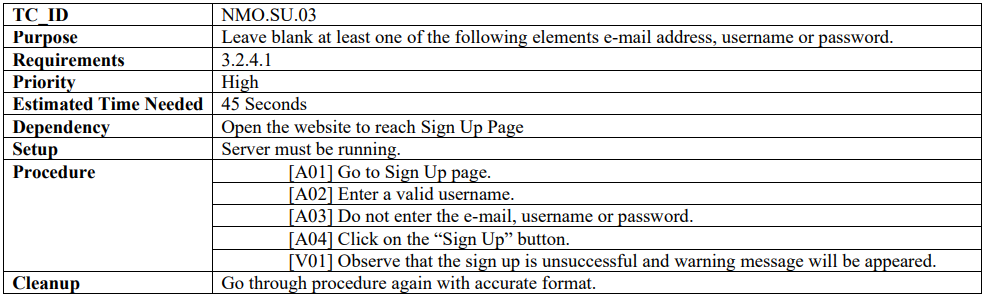 TC_ID NMO.SU.03
Purpose Leave blank at least one of the following elements e-mail address, username or password.
Requirements 3.2.4.1
Priority High
Estimated Time Needed 45 Seconds
Dependency Open the website to reach Sign Up Page
Setup Server must be running.
Procedure [A01] Go to Sign Up page.
[A02] Enter a valid username.
[A03] Do not enter the e-mail, username or password.
[A04] Click on the “Sign Up” button.
[V01] Observe that the sign up is unsuccessful and warning message will be appeared.
Cleanup Go through procedure again with accurate format.